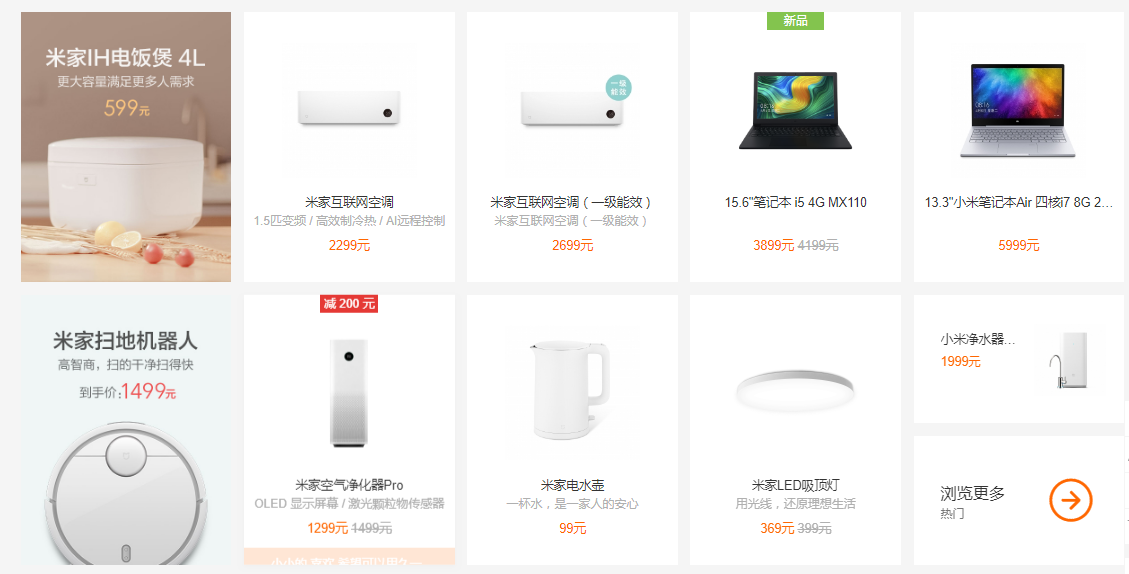 米家IH电饭煲 4L
更大容量满足更多人需求
599元
米家互联网空调
1.5匹变频 / 高效制冷热 / AI远程控制
2299元
一级
能效
米家互联网空调（一级能效）
米家互联网空调（一级能效）
2699元
新品
15.6"笔记本 i5 4G MX110
3899元 4199元
13.3"小米笔记本Air 四核i7 8G 2...
5999元
米家扫地机器人
高智商，扫的干净扫得快
到手价:1499元
减 200 元
米家空气净化器Pro
OLED 显示屏幕 / 激光颗粒物传感器
1299元 1499元
米家电水壶
一杯水，是一家人的安心
99元
米家LED吸顶灯
用光线，还原理想生活
369元 399元
小米净水器...
1999元
浏览更多
热门